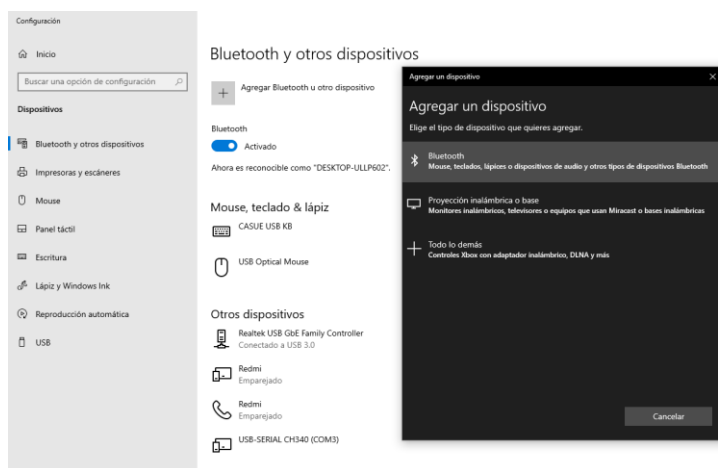 Configuración
Inicio
Buscar una opción de configuración
Dispositivos
Bluetooth y otros dispositivos
Impresoras y escáneres
Mouse
Panel táctil
Escritura
Lápiz y Windows Ink
Reproducción automática
USB
Bluetooth y otros dispositivos
Agregar Bluetooth u otro dispositivo
Bluetooth
Activado
Ahora es reconocible como "DESKTOP-ULLP602".
Mouse, teclado & lápiz
CASUE USB KB
USB Optical Mouse
Otros dispositivos
Realtek USB GbE Family Controller
Conectado a USB 3.0
Redmi
Emparejado
Redmi
Emparejado
USB-SERIAL CH340 (COM3)
Agregar un dispositivo
Agregar un dispositivo
Elige el tipo de dispositivo que quieres agregar.
Bluetooth
Mouse, teclados, lápices o dispositivos de audio y otros tipos de dispositivos Bluetooth
Proyección inalámbrica o base
Monitores inalámbricos, televisores o equipos que usan Miracast o bases inalámbricas
Todo lo demás
Controles Xbox con adaptador inalámbrico, DLNA y más
Cancelar